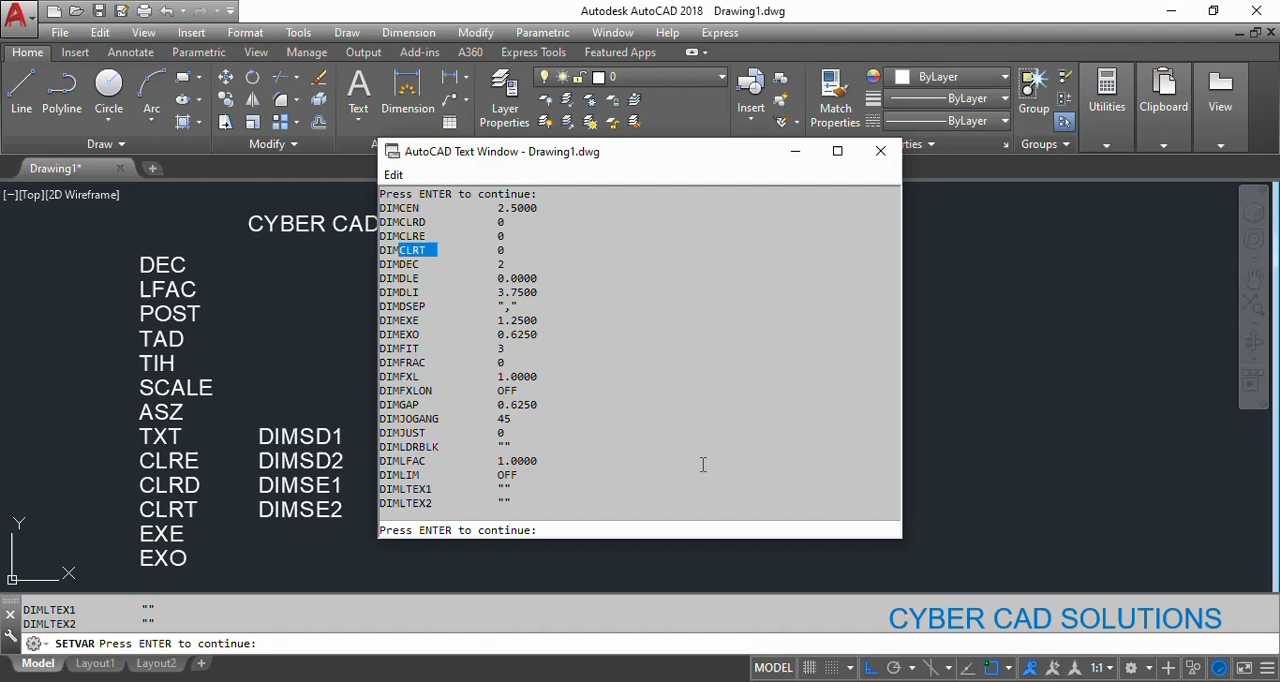 Autodesk AutoCAD 2018 Drawing1.dwg
File Edit View Insert Format Tools Draw Dimension Modify Parametric Window Help Express
Home Insert Annotate Parametric View Manage Output Add-ins A360 Express Tools Featured Apps
0
ByLayer
ByLayer
ByLayer
Line Polyline Circle Arc Text Dimension Layer Properties Insert Match Properties Group Utilities Clipboard View
Draw Modify Groups
Drawing1*
[−][Top][2D Wireframe]
CYBER CAD
DEC
LFAC
POST
TAD
TIH
SCALE
ASZ
TXT DIMSD1
CLRE DIMSD2
CLRD DIMSE1
CLRT DIMSE2
EXE
EXO
Y
X
AutoCAD Text Window - Drawing1.dwg
Edit
Press ENTER to continue:
DIMCEN 2.5000
DIMCLRD 0
DIMCLRE 0
DIMCLRT 0
DIMDEC 2
DIMDLE 0.0000
DIMDLI 3.7500
DIMDSEP ","
DIMEXE 1.2500
DIMEXO 0.6250
DIMFIT 3
DIMFRAC 0
DIMFXL 1.0000
DIMFXLON OFF
DIMGAP 0.6250
DIMJOGANG 45
DIMJUST 0
DIMLDRBLK ""
DIMLFAC 1.0000
DIMLIM OFF
DIMLTEX1 ""
DIMLTEX2 ""
Press ENTER to continue:
DIMLTEX1 ""
DIMLTEX2 ""
CYBER CAD SOLUTIONS
SETVAR Press ENTER to continue:
Model Layout1 Layout2 +
MODEL 1:1